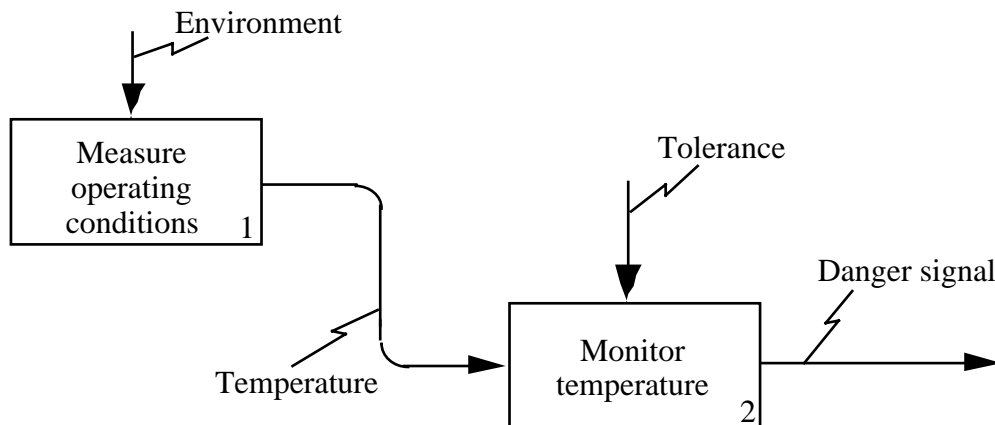 Environment
Measure
operating
conditions
1
Tolerance
Danger signal
Temperature
Monitor
temperature
2